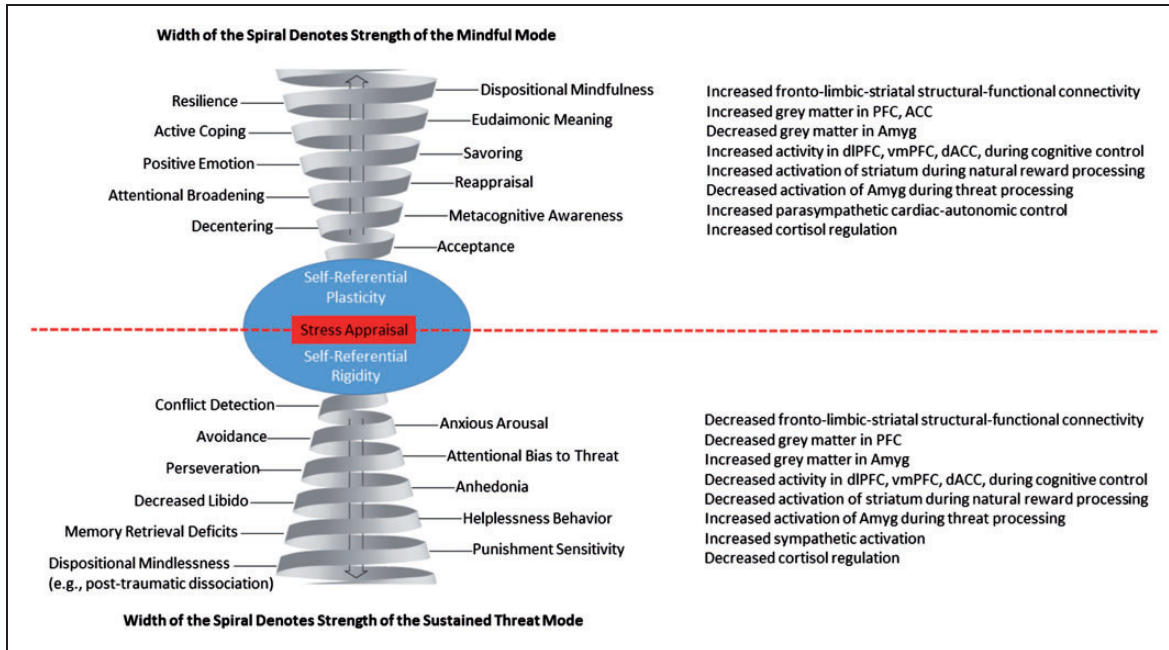 Width of the Spiral Denotes Strength of the Mindful Mode
Resilience
Active Coping
Positive Emotion
Attentional Broadening
Decentering
Dispositional Mindfulness
Eudaimonic Meaning
Savoring
Reappraisal
Metacognitive Awareness
Acceptance
Increased fronto-limbic-striatal structural-functional connectivity
Increased grey matter in PFC, ACC
Decreased grey matter in Amyg
Increased activity in dlPFC, vmPFC, dACC, during cognitive control
Increased activation of striatum during natural reward processing
Decreased activation of Amyg during threat processing
Increased parasympathetic cardiac-autonomic control
Increased cortisol regulation
Self-Referential
Plasticity
Stress Appraisal
Self-Referential
Rigidity
Conflict Detection
Avoidance
Perseveration
Decreased Libido
Memory Retrieval Deficits
Dispositional Mindlessness
(e.g., post-traumatic dissociation)
Anxious Arousal
Attentional Bias to Threat
Anhedonia
Helplessness Behavior
Punishment Sensitivity
Decreased fronto-limbic-striatal structural-functional connectivity
Decreased grey matter in PFC
Increased grey matter in Amyg
Decreased activity in dlPFC, vmPFC, dACC, during cognitive control
Decreased activation of striatum during natural reward processing
Increased activation of Amyg during threat processing
Increased sympathetic activation
Decreased cortisol regulation
Width of the Spiral Denotes Strength of the Sustained Threat Mode